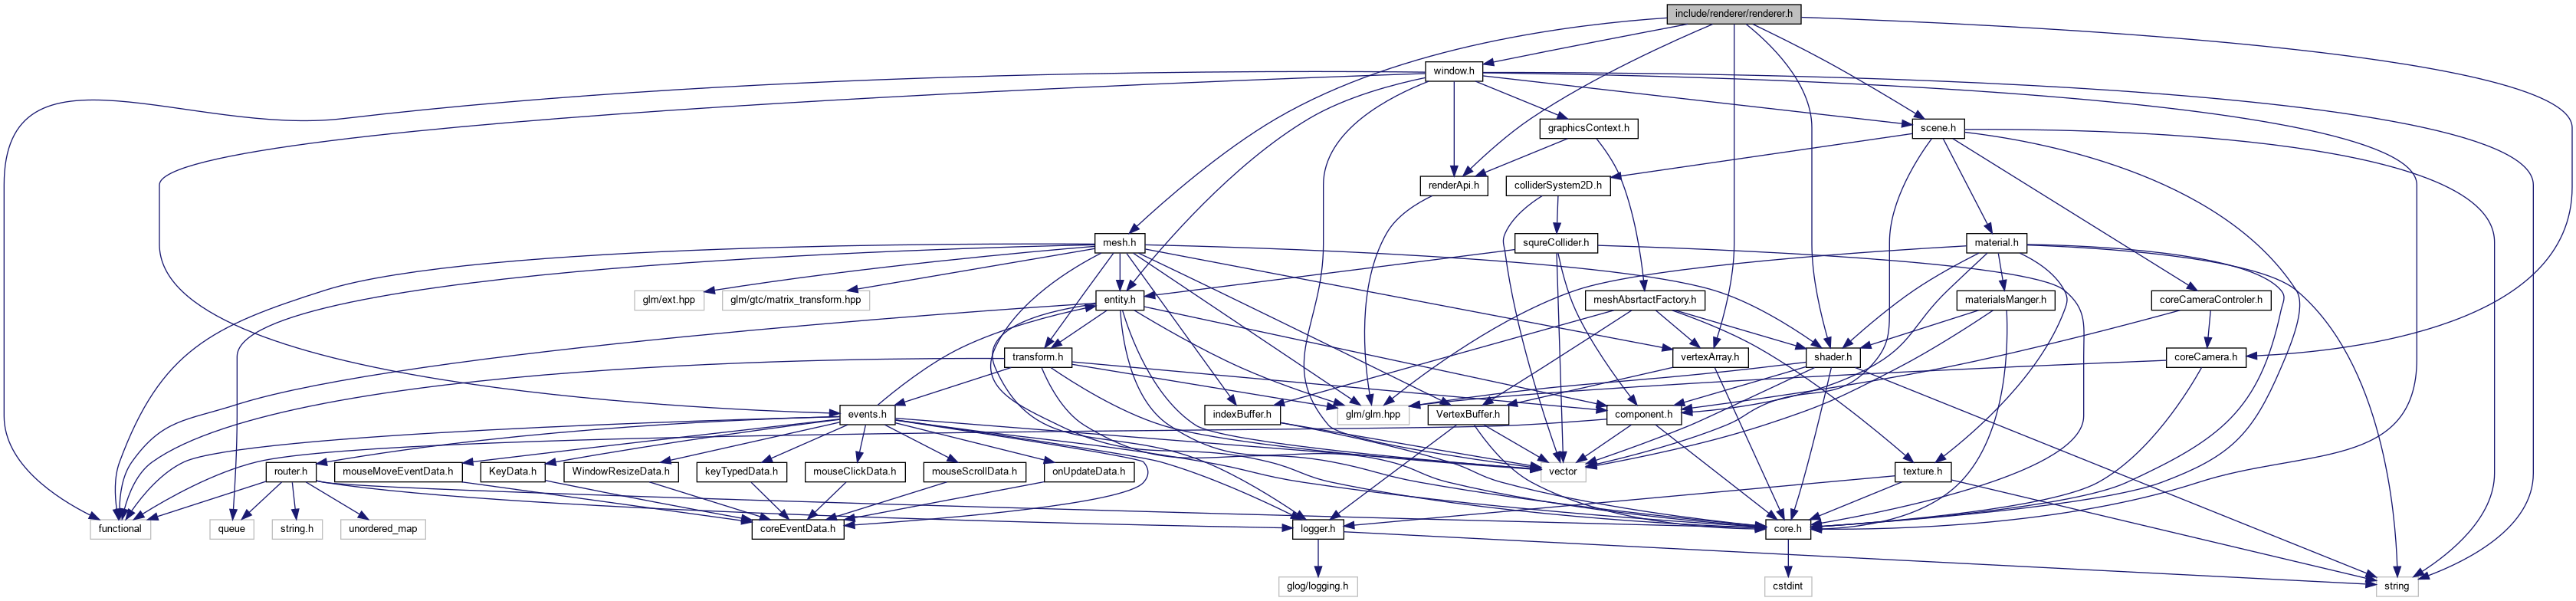 include/renderer/renderer.h
window.h
graphicsContext.h
scene.h
renderApi.h
colliderSystem2D.h
mesh.h
squreCollider.h
material.h
glm/ext.hpp
glm/gtc/matrix_transform.hpp
entity.h
meshAbsrtactFactory.h
materialsManger.h
coreCameraControler.h
transform.h
vertexArray.h
shader.h
coreCamera.h
events.h
indexBuffer.h
glm/glm.hpp
VertexBuffer.h
component.h
router.h
mouseMoveEventData.h
KeyData.h
WindowResizeData.h
keyTypedData.h
mouseClickData.h
mouseScrollData.h
onUpdateData.h
vector
texture.h
functional
queue
string.h
unordered_map
coreEventData.h
logger.h
core.h
glog/logging.h
cstdint
string